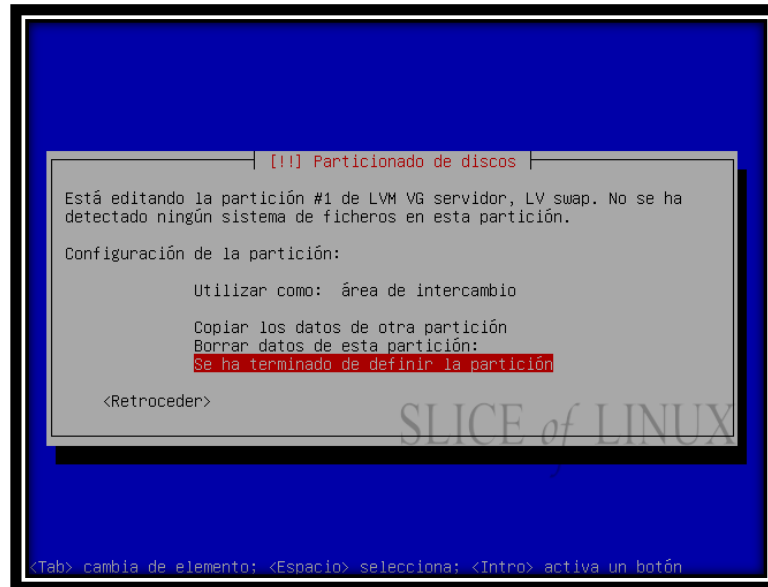 [!!] Particionado de discos
Está editando la partición #1 de LVM VG servidor, LV swap. No se ha
detectado ningún sistema de ficheros en esta partición.
Configuración de la partición:
Utilizar como: área de intercambio
Copiar los datos de otra partición
Borrar datos de esta partición:
Se ha terminado de definir la partición
<Retroceder>
SLICE of LINUX
<Tab> cambia de elemento; <Espacio> selecciona; <Intro> activa un botón